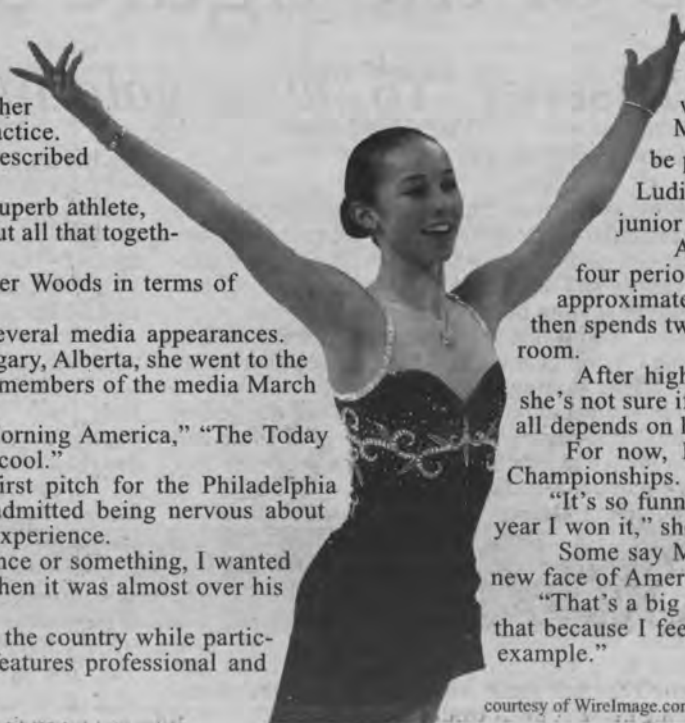 her
actice.
escribed
uperb athlete,
ut all that togeth-
er Woods in terms of
everal media appearances.
gary, Alberta, she went to the
members of the media March
orning America,” “The Today
cool.”
irst pitch for the Philadelphia
admitted being nervous about
xperience.
nce or something, I wanted
hen it was almost over his
the country while partic-
eatures professional and
M
be p
Ludi
junior
A
four perio
approximate
then spends tw
room.
After high
she’s not sure i
all depends on h
For now,
Championships.
“It’s so funn
year I won it,” sh
Some say M
new face of Amer
“That’s a big
that because I fee
example.”
courtesy of WireImage.com